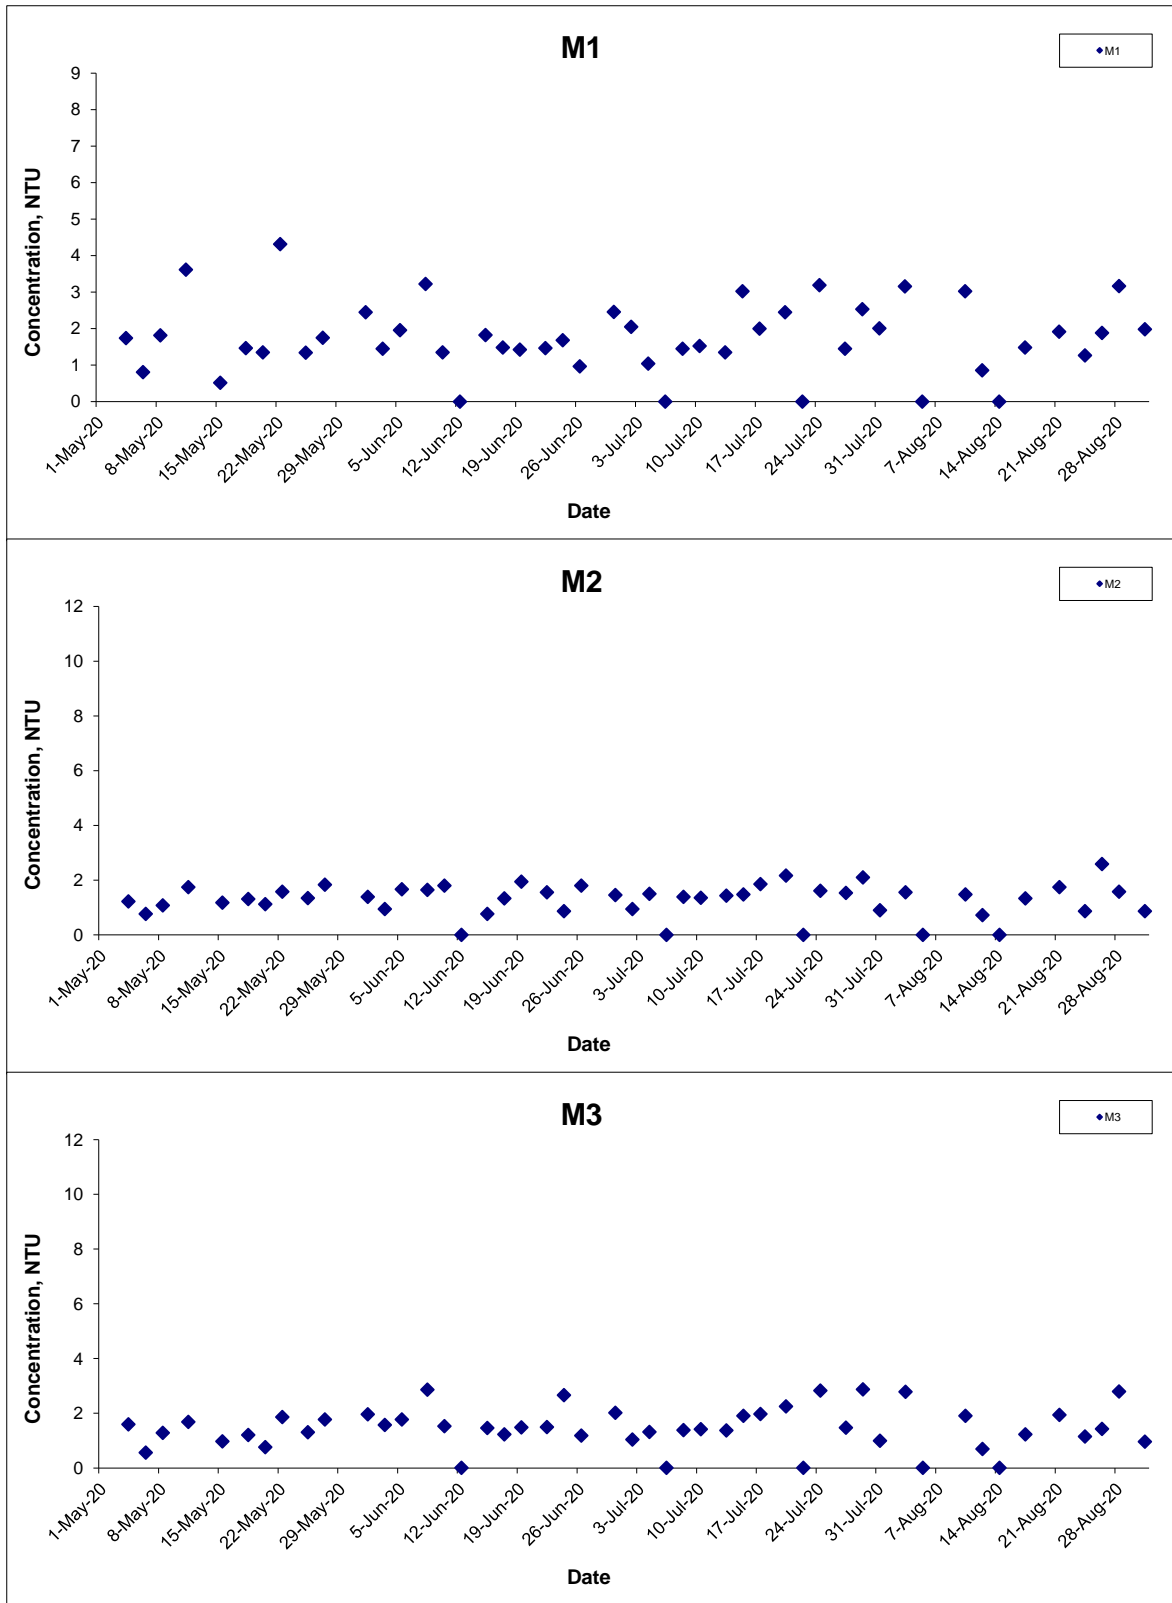 M1
M1
9
8
7
6
5
4
3
2
1
0
Concentration, NTU
1-May-20
8-May-20
15-May-20
22-May-20
29-May-20
5-Jun-20
12-Jun-20
19-Jun-20
26-Jun-20
3-Jul-20
10-Jul-20
17-Jul-20
24-Jul-20
31-Jul-20
7-Aug-20
14-Aug-20
21-Aug-20
28-Aug-20
Date
M2
M2
12
10
8
6
4
2
0
Concentration, NTU
1-May-20
8-May-20
15-May-20
22-May-20
29-May-20
5-Jun-20
12-Jun-20
19-Jun-20
26-Jun-20
3-Jul-20
10-Jul-20
17-Jul-20
24-Jul-20
31-Jul-20
7-Aug-20
14-Aug-20
21-Aug-20
28-Aug-20
Date
M3
M3
12
10
8
6
4
2
0
Concentration, NTU
1-May-20
8-May-20
15-May-20
22-May-20
29-May-20
5-Jun-20
12-Jun-20
19-Jun-20
26-Jun-20
3-Jul-20
10-Jul-20
17-Jul-20
24-Jul-20
31-Jul-20
7-Aug-20
14-Aug-20
21-Aug-20
28-Aug-20
Date